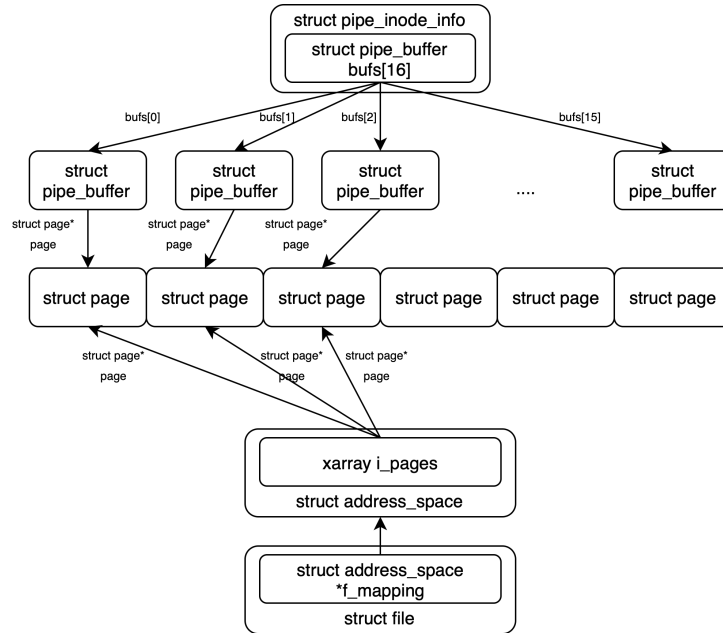 struct pipe_inode_info
struct pipe_buffer
bufs[16]
bufs[0]
bufs[1]
bufs[2]
bufs[15]
struct
pipe_buffer
struct
pipe_buffer
struct
pipe_buffer
....
struct
pipe_buffer
struct page*
page
struct page*
page
struct page*
page
struct page
struct page
struct page
struct page
struct page
struct page
struct page*
page
struct page*
page
struct page*
page
xarray i_pages
struct address_space
struct address_space
*f_mapping
struct file